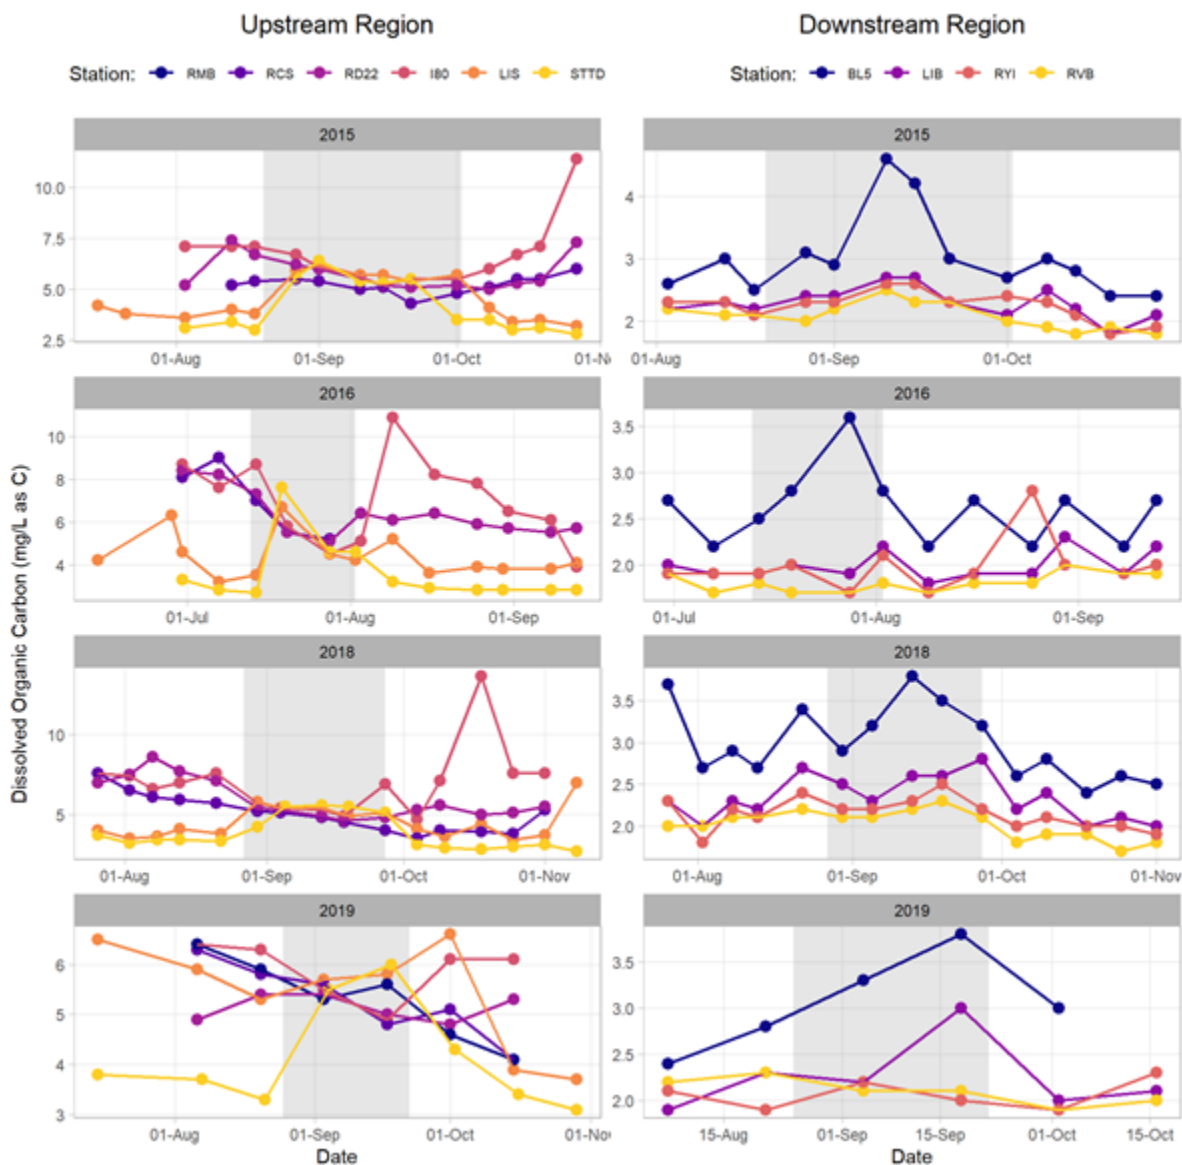 Upstream Region
Downstream Region
Station: RMB RCS RD22 I80 LIS STTD
Station: BL5 LIB RYI RVB
Dissolved Organic Carbon (mg/L as C)
2015
10.0
7.5
5.0
2.5
01-Aug 01-Sep 01-Oct 01-N
2015
4
3
2
01-Aug 01-Sep 01-Oct
2016
10
8
6
4
01-Jul 01-Aug 01-Sep
2016
3.5
3.0
2.5
2.0
01-Jul 01-Aug 01-Sep
2018
10
5
01-Aug 01-Sep 01-Oct 01-Nov
2018
3.5
3.0
2.5
2.0
01-Aug 01-Sep 01-Oct 01-Nov
2019
6
5
4
3
01-Aug 01-Sep 01-Oct 01-Nov
Date
2019
3.5
3.0
2.5
2.0
15-Aug 01-Sep 15-Sep 01-Oct 15-Oct
Date